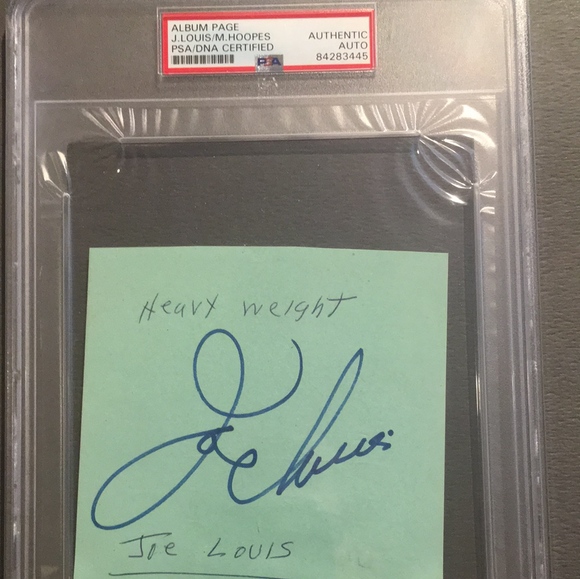 ALBUM PAGE
J.LOUIS/M.HOOPES
PSA/DNA CERTIFIED
AUTHENTIC
AUTO
84283445
PSA
Heavy weight
Joe Louis
Joe Louis